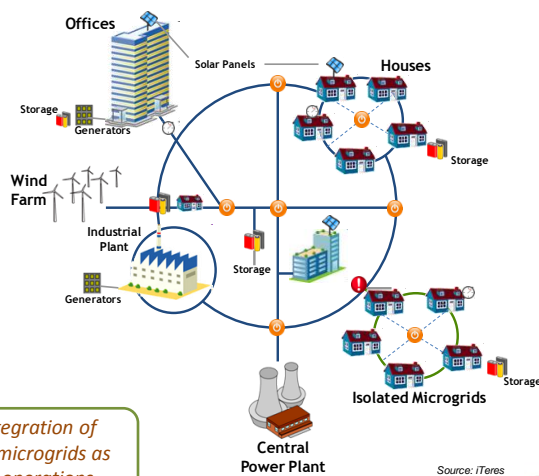 Offices
Solar Panels
Houses
Storage
Generators
Storage
Wind
Farm
Industrial
Plant
Storage
Generators
Isolated Microgrids
Storage
Central
Power Plant
egration of
microgrids as
operations
Source: iTeres